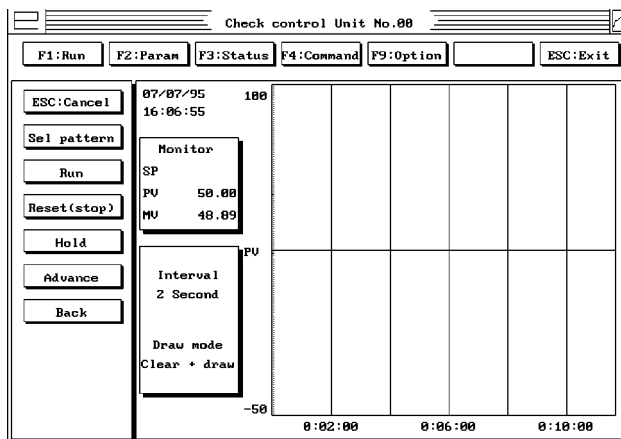 Check control Unit No.00
F1:Run F2:Param F3:Status F4:Command F9:Option ESC:Exit
ESC:Cancel
Sel pattern
Run
Reset(stop)
Hold
Advance
Back
07/07/95
16:06:55
Monitor
SP
PV 50.00
MV 48.89
Interval
2 Second
Draw mode
Clear + draw
100
PV
-50
0:02:00 0:06:00 0:10:00